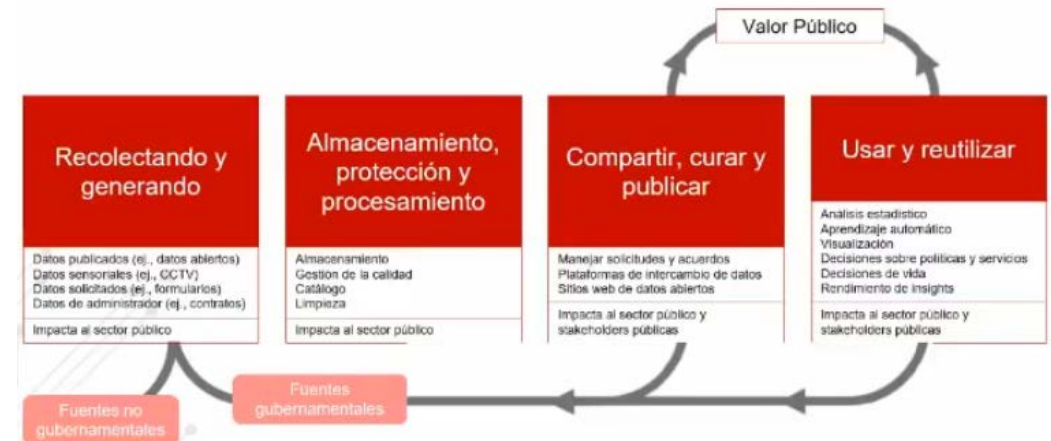 Valor Público
Recolectando y
generando
Datos publicados (ej., datos abiertos)
Datos sensoriales (ej., CCTV)
Datos solicitados (ej., formularios)
Datos de administrador (ej., contratos)
Impacta al sector público
Almacenamiento,
protección y
procesamiento
Almacenamiento
Gestión de la calidad
Catálogo
Limpieza
Impacta al sector público
Compartir, curar y
publicar
Manejar solicitudes y acuerdos
Plataformas de intercambio de datos
Sitios web de datos abiertos
Impacta al sector público y
stakeholders públicas
Usar y reutilizar
Análisis estadístico
Aprendizaje automático
Visualización
Decisiones sobre políticas y servicios
Decisiones de vida
Rendimiento de insights
Impacta al sector público y
stakeholders públicas
Fuentes no
gubernamentales
Fuentes
gubernamentales